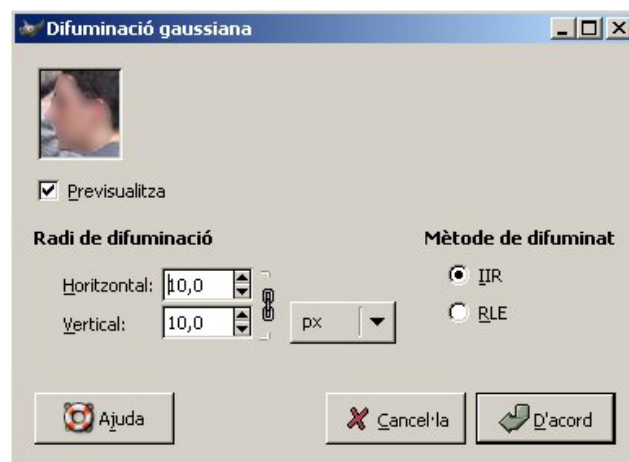 Difuminació gaussiana
Previsualitza
Radi de difuminació
Horitzontal: 10,0
Vertical: 10,0
px
Mètode de difuminat
IIR
RLE
Ajuda
Cancel·la
D'acord